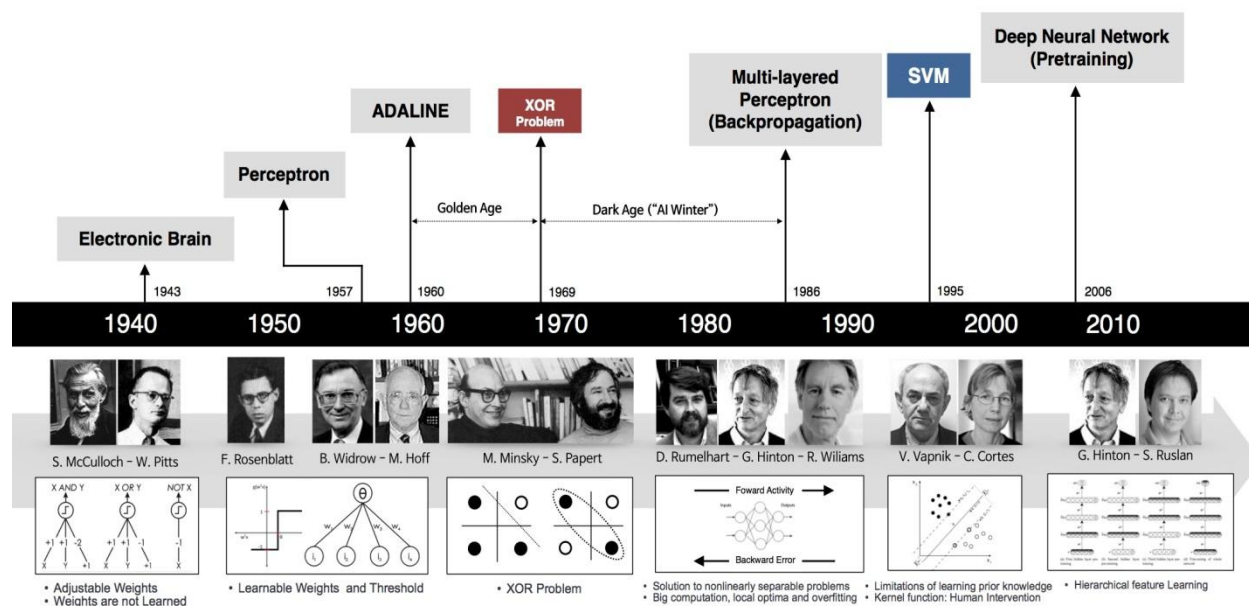 Deep Neural Network
(Pretraining)
SVM
Multi-layered
Perceptron
(Backpropagation)
ADALINE
XOR
Problem
Perceptron
Golden Age
Dark Age ("AI Winter")
Electronic Brain
1943
1957
1960
1969
1986
1995
2006
1940
1950
1960
1970
1980
1990
2000
2010
S. McCulloch – W. Pitts
F. Rosenblatt
B. Widrow – M. Hoff
M. Minsky – S. Papert
D. Rumelhart – G. Hinton – R. Wiliams
V. Vapnik – C. Cortes
G. Hinton – S. Ruslan
X AND Y
X OR Y
NOT X
+1 +1 -2
+1 +1 -1
-1
X Y +1
X Y +1
X
θ
Foward Activity
Inputs
Outputs
Backward Error
• Adjustable Weights
• Weights are not Learned
• Learnable Weights and Threshold
• XOR Problem
• Solution to nonlinearly separable problems
• Big computation, local optima and overfitting
• Limitations of learning prior knowledge
• Kernel function: Human Intervention
• Hierarchical feature Learning